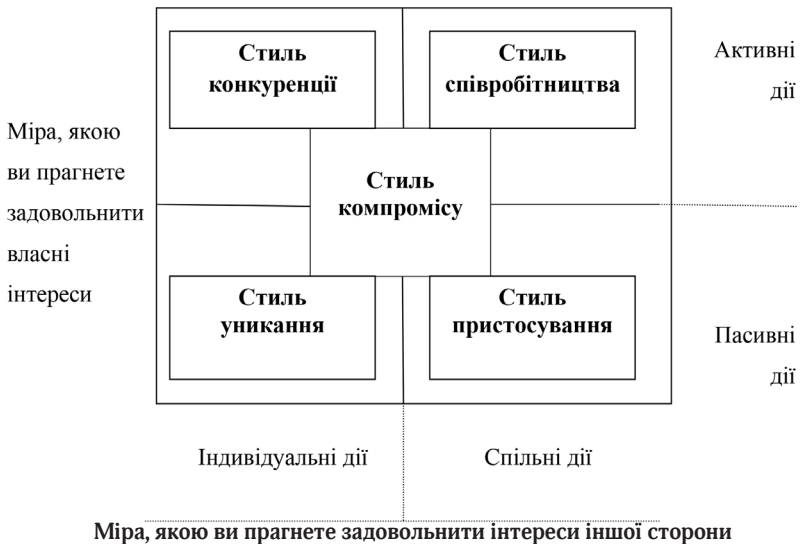 Стиль
конкуренції
Стиль
співробітництва
Активні
дії
Міра, якою
ви прагнете
задовольнити
власні
інтереси
Стиль
компромісу
Стиль
уникання
Стиль
пристосування
Пасивні
дії
Індивідуальні дії
Спільні дії
Міра, якою ви прагнете задовольнити інтереси іншої сторони